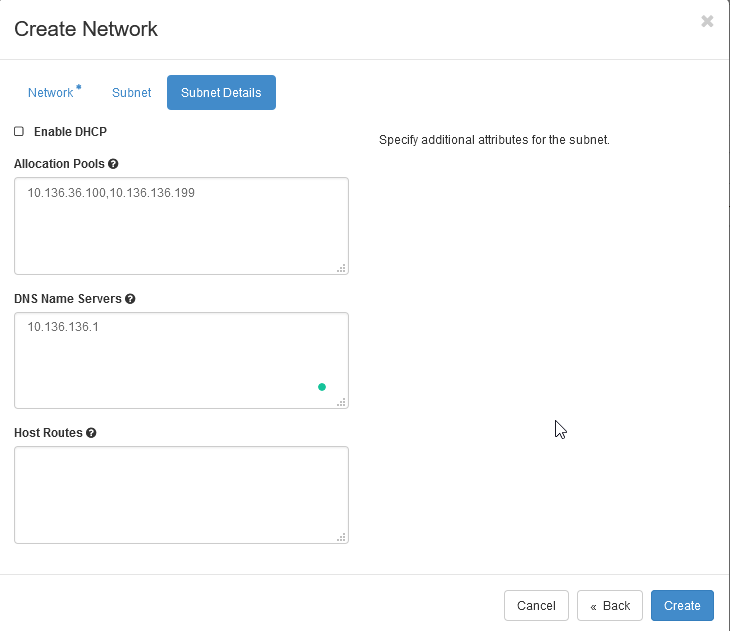 Create Network
Network *
Subnet
Subnet Details
Enable DHCP
Specify additional attributes for the subnet.
Allocation Pools
10.136.36.100,10.136.136.199
DNS Name Servers
10.136.136.1
Host Routes
Cancel
« Back
Create